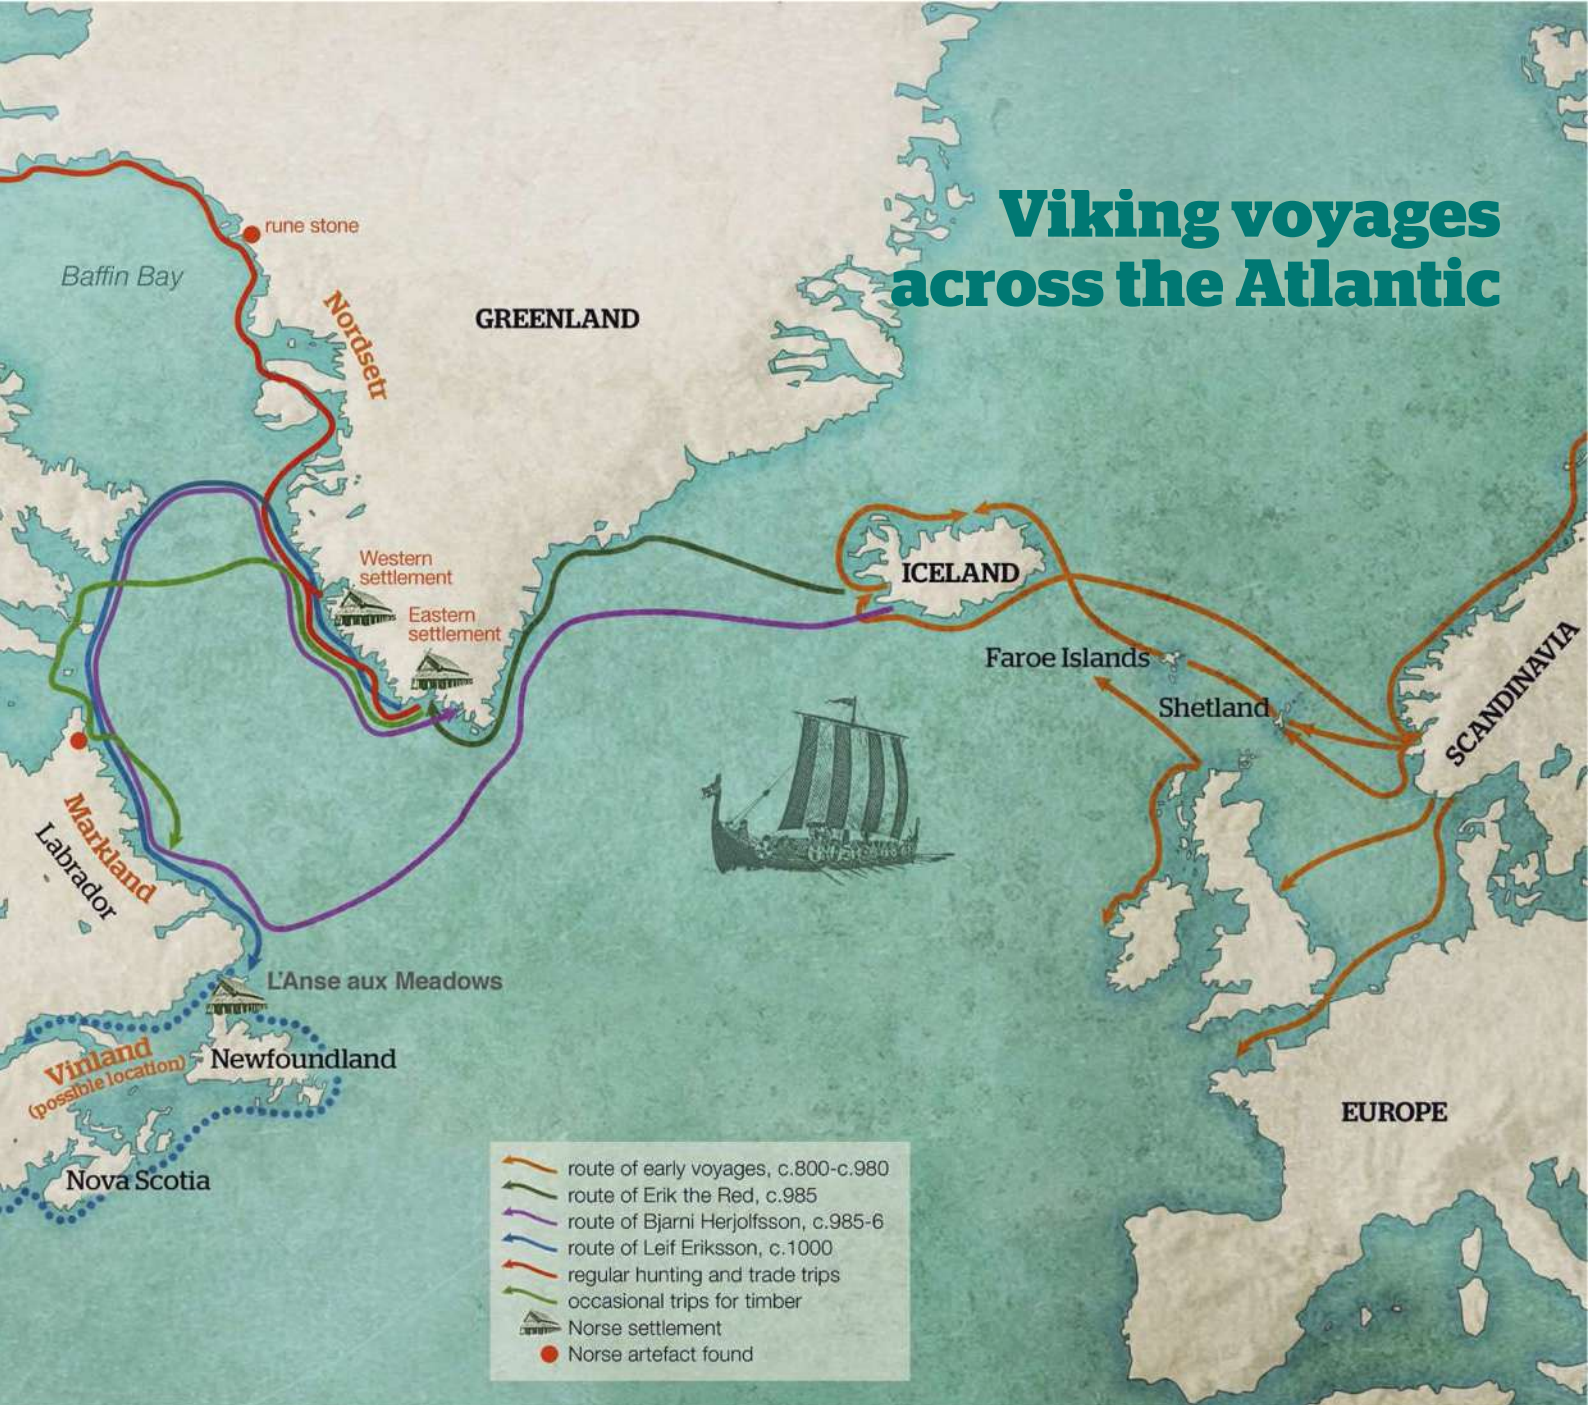 Viking voyages
across the Atlantic
rune stone
Baffin Bay
Nordsetr
GREENLAND
Western
settlement
Eastern
settlement
ICELAND
Faroe Islands
Shetland
SCANDINAVIA
Markland
Labrador
L'Anse aux Meadows
Vinland
(possible location)
Newfoundland
Nova Scotia
EUROPE
route of early voyages, c.800-c.980
route of Erik the Red, c.985
route of Bjarni Herjolfsson, c.985-6
route of Leif Eriksson, c.1000
regular hunting and trade trips
occasional trips for timber
Norse settlement
Norse artefact found